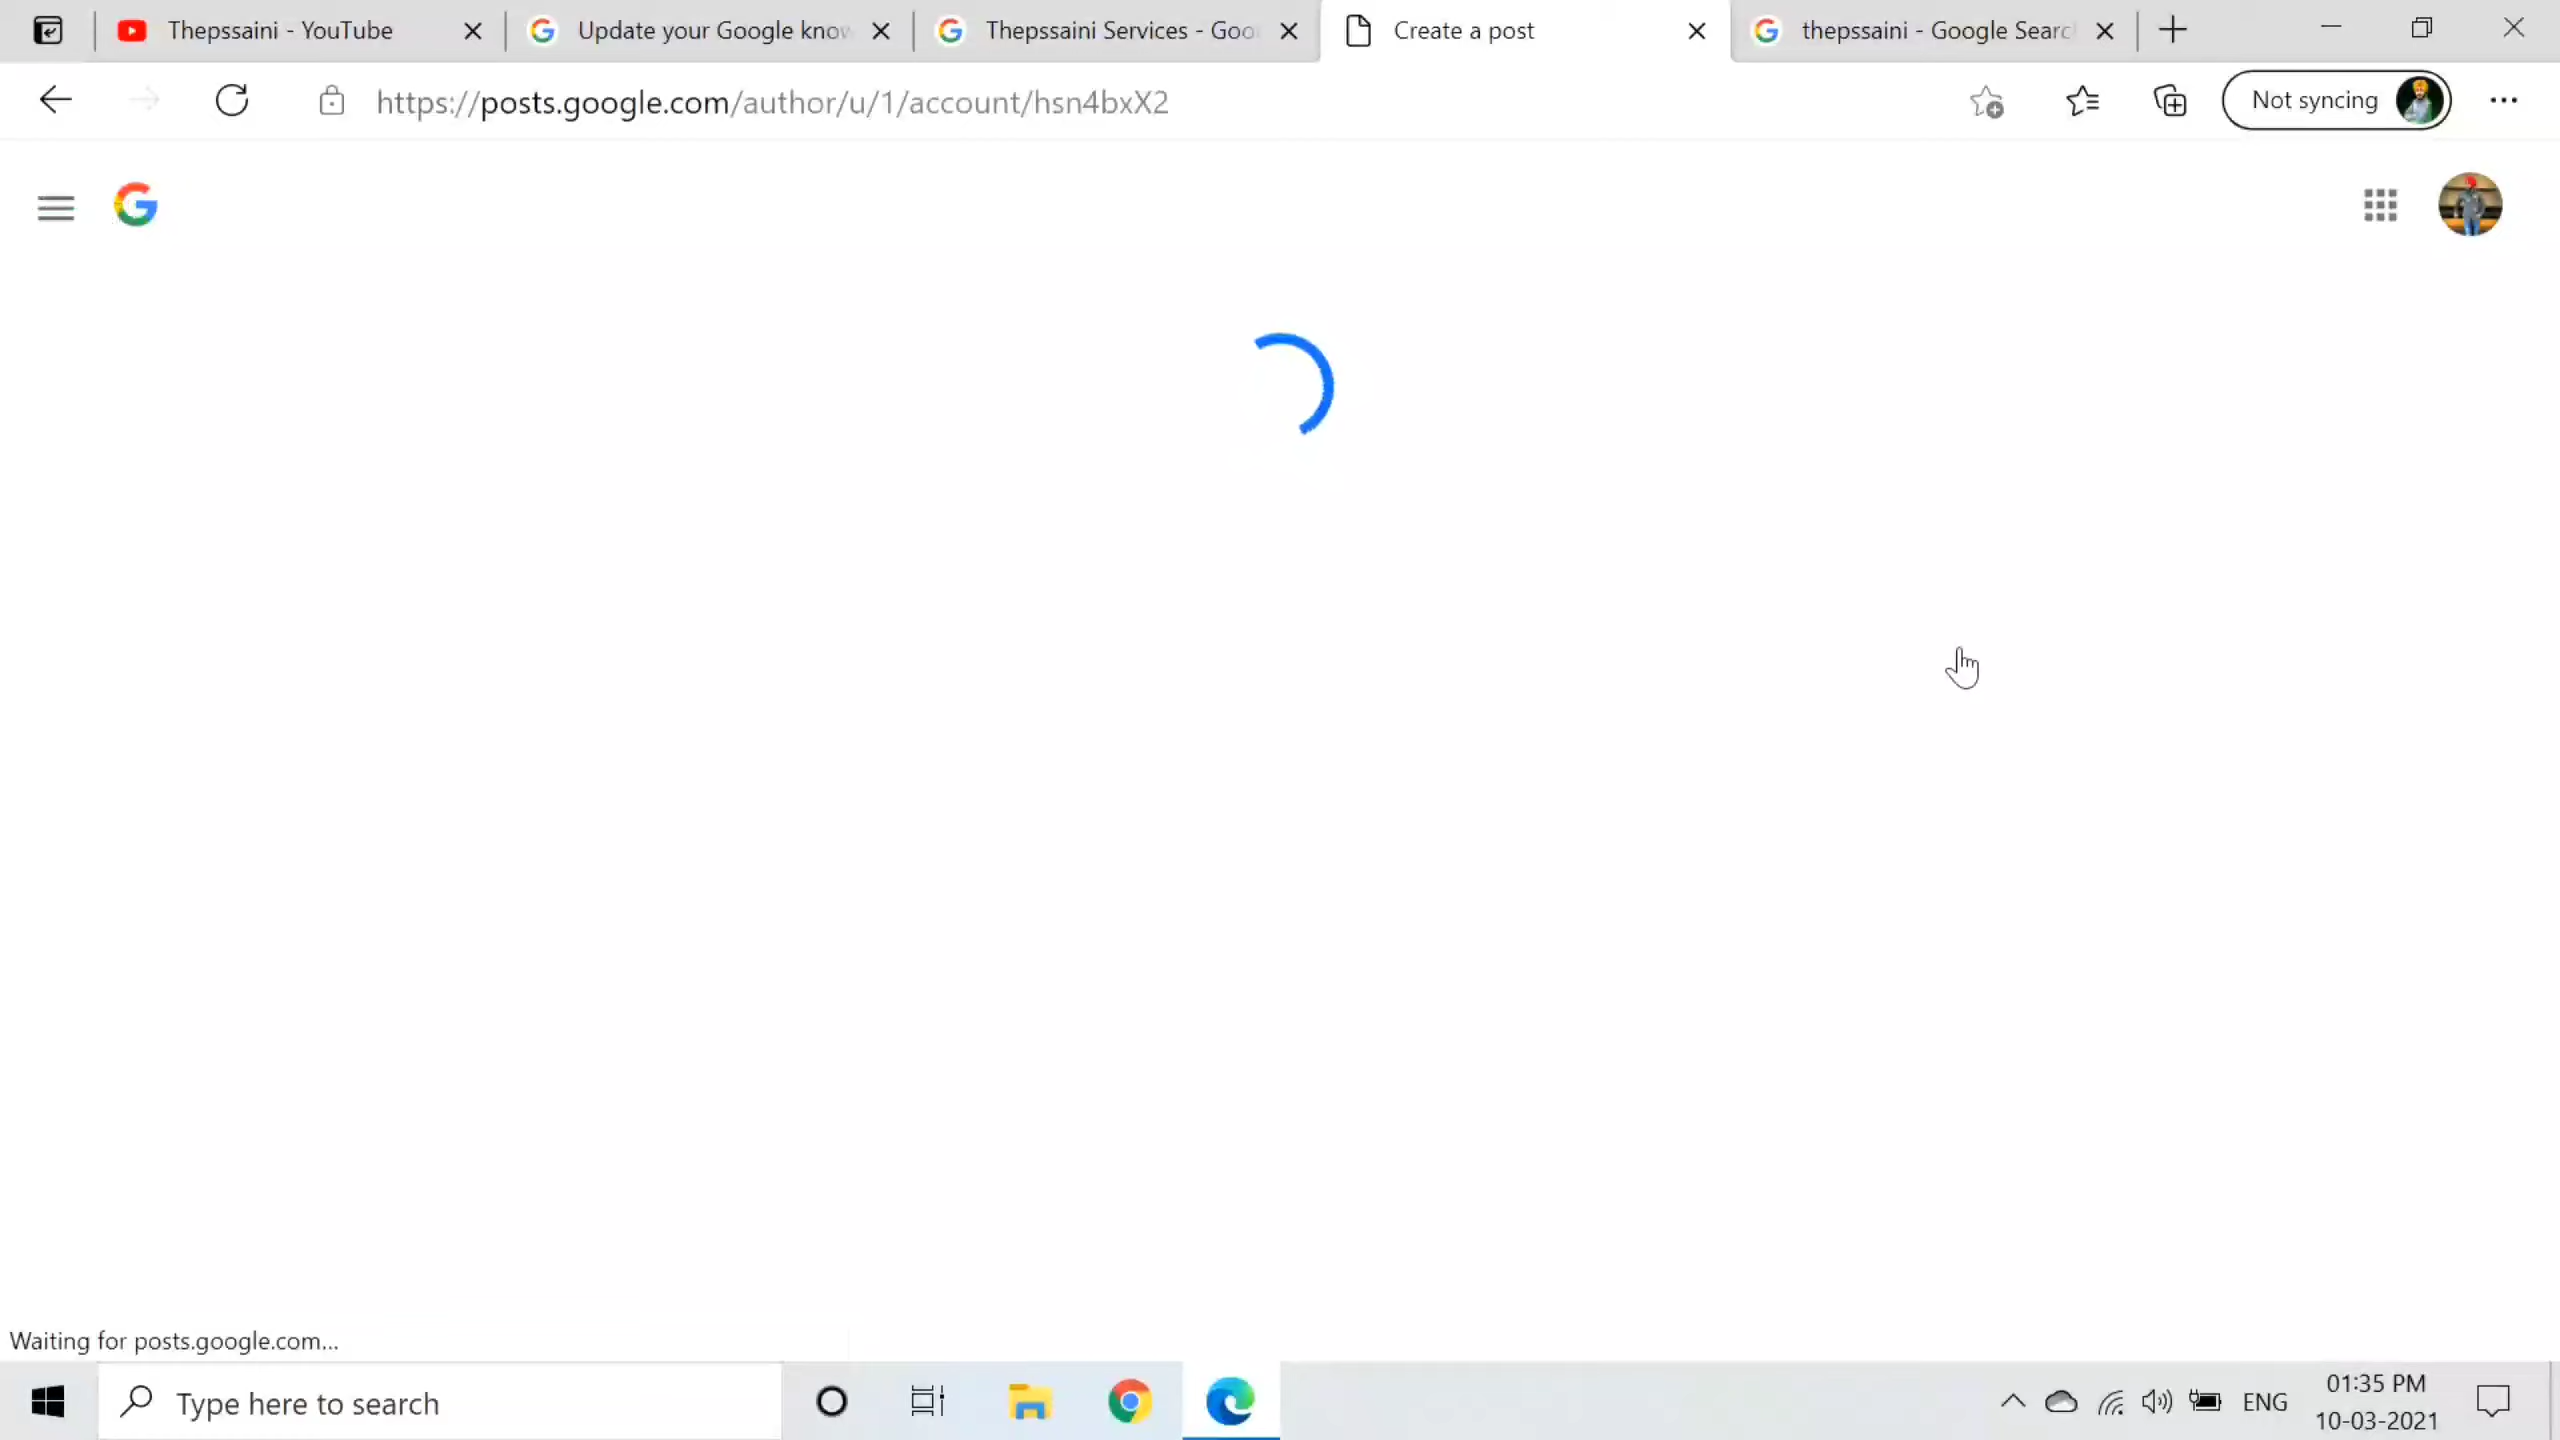 Thepssaini - YouTube
Update your Google know
Thepssaini Services - Goo
Create a post
thepssaini - Google Searc
https://posts.google.com/author/u/1/account/hsn4bxX2
Not syncing
Waiting for posts.google.com...
Type here to search
ENG
01:35 PM
10-03-2021